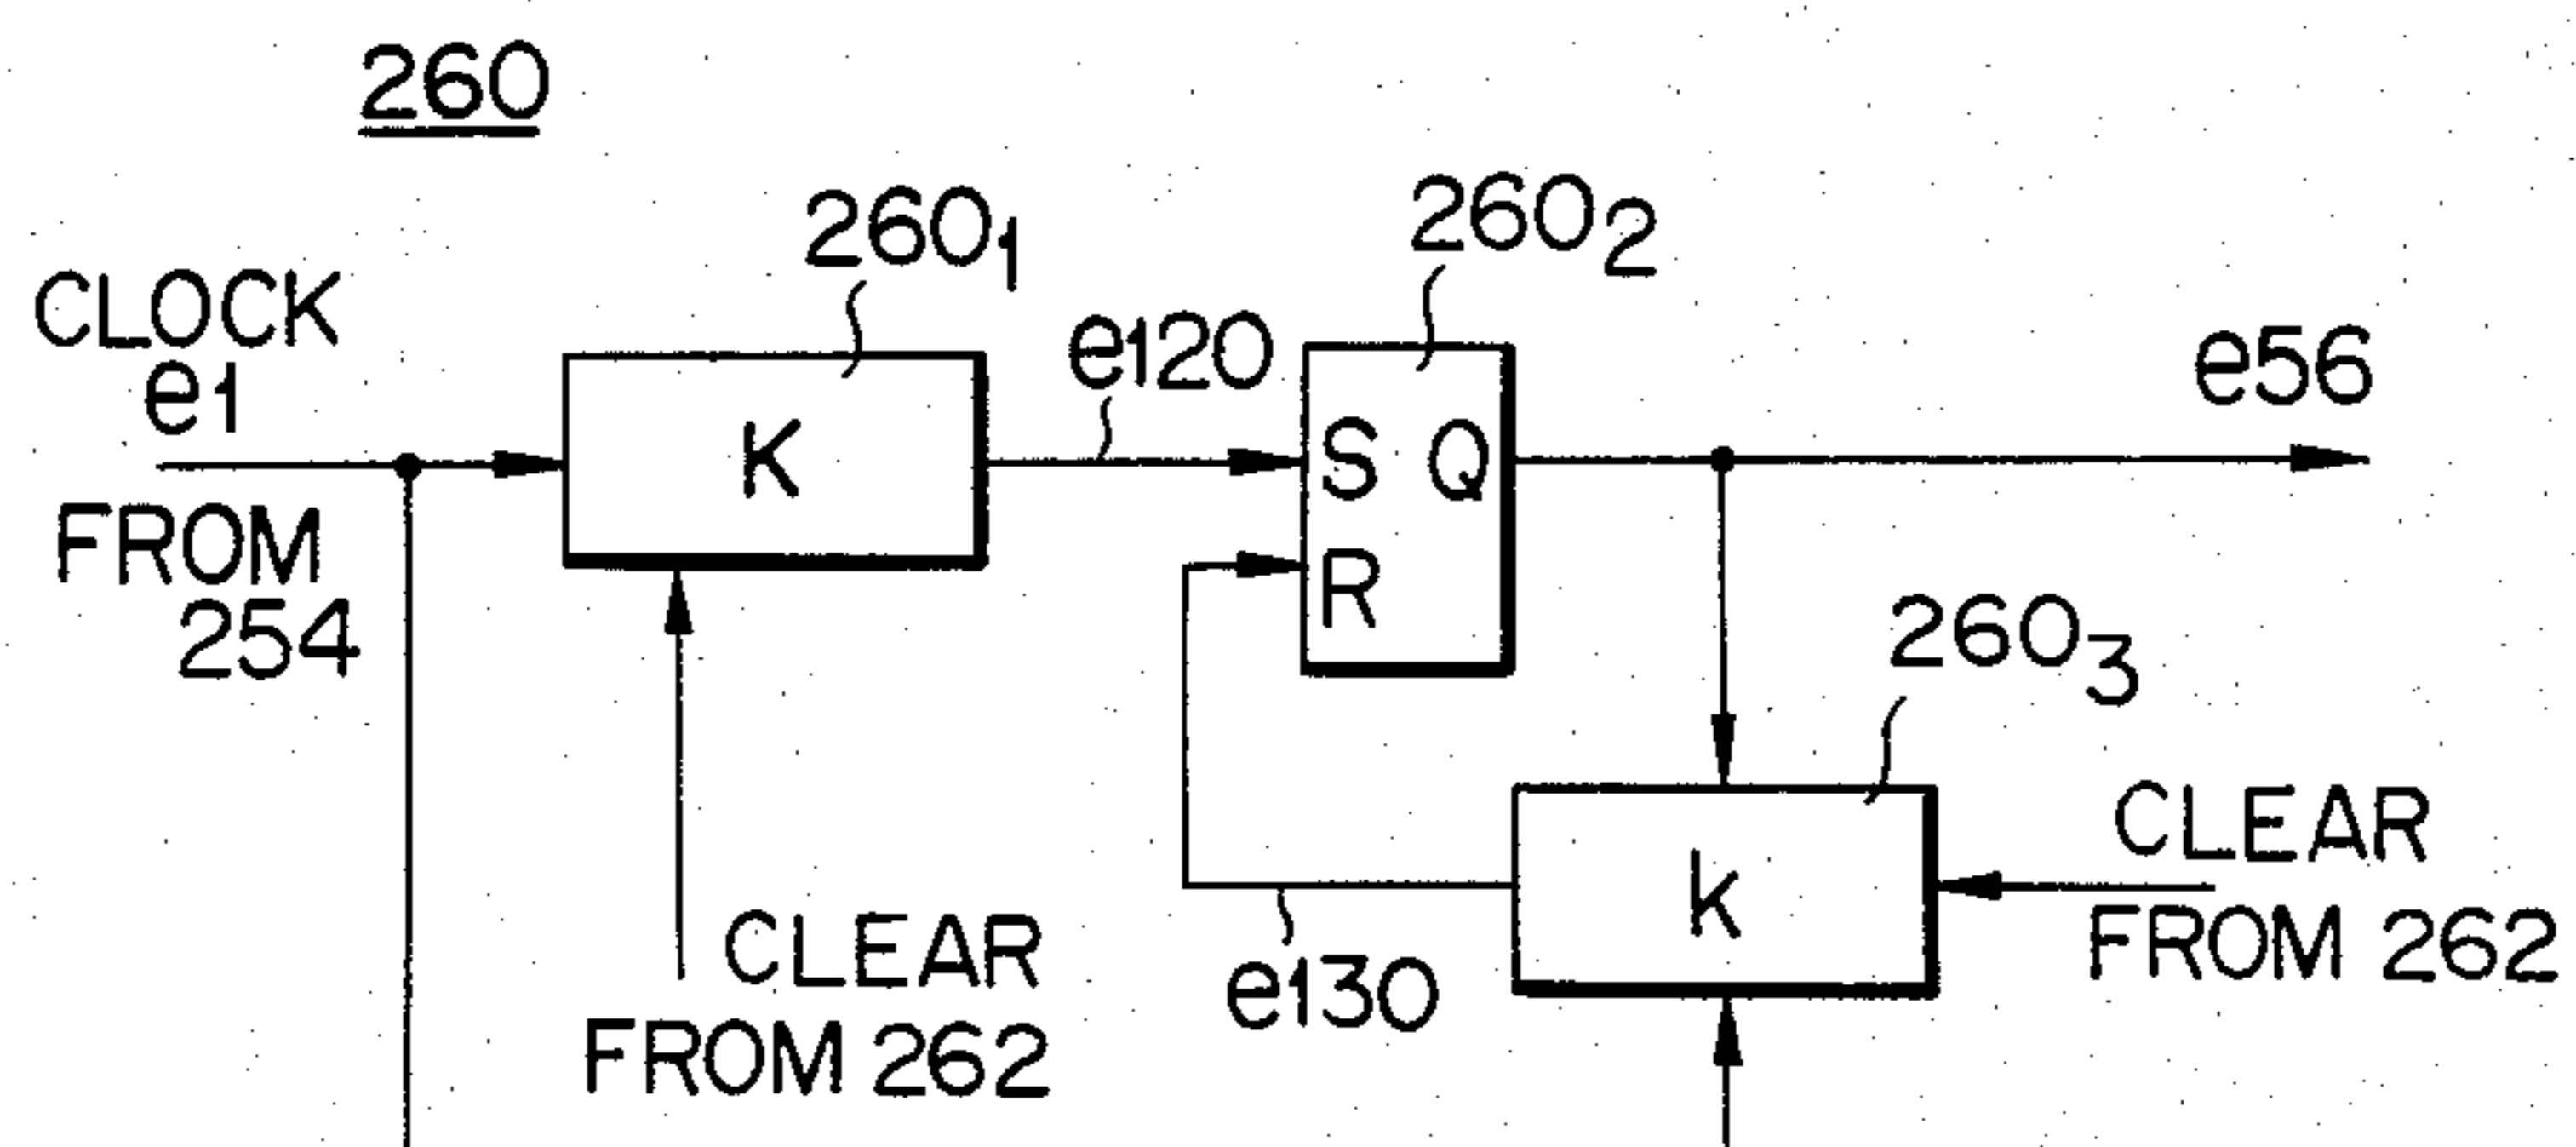 260
260₁
260₂
CLOCK
e1
e120
e56
K
S Q
FROM
254
R
260₃
CLEAR
FROM 262
K
CLEAR
FROM 262
e130